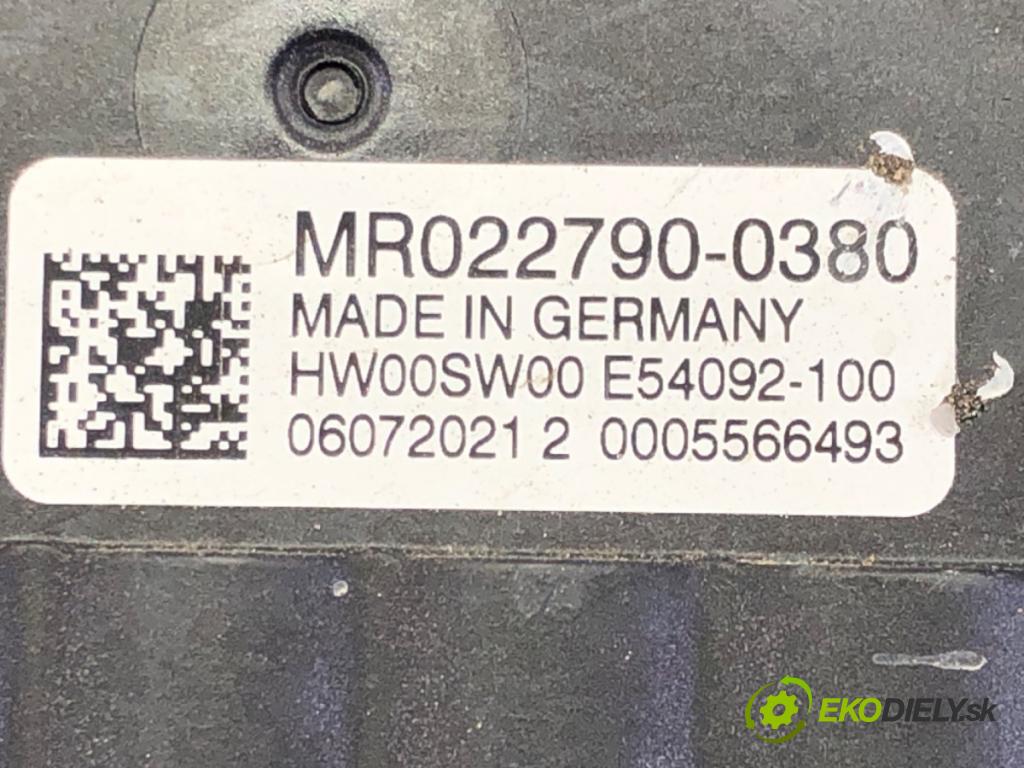 MR022790-0380
MADE IN GERMANY
HW00SW00 E54092-100
06072021 2 0005566493
EKODIELY.sk